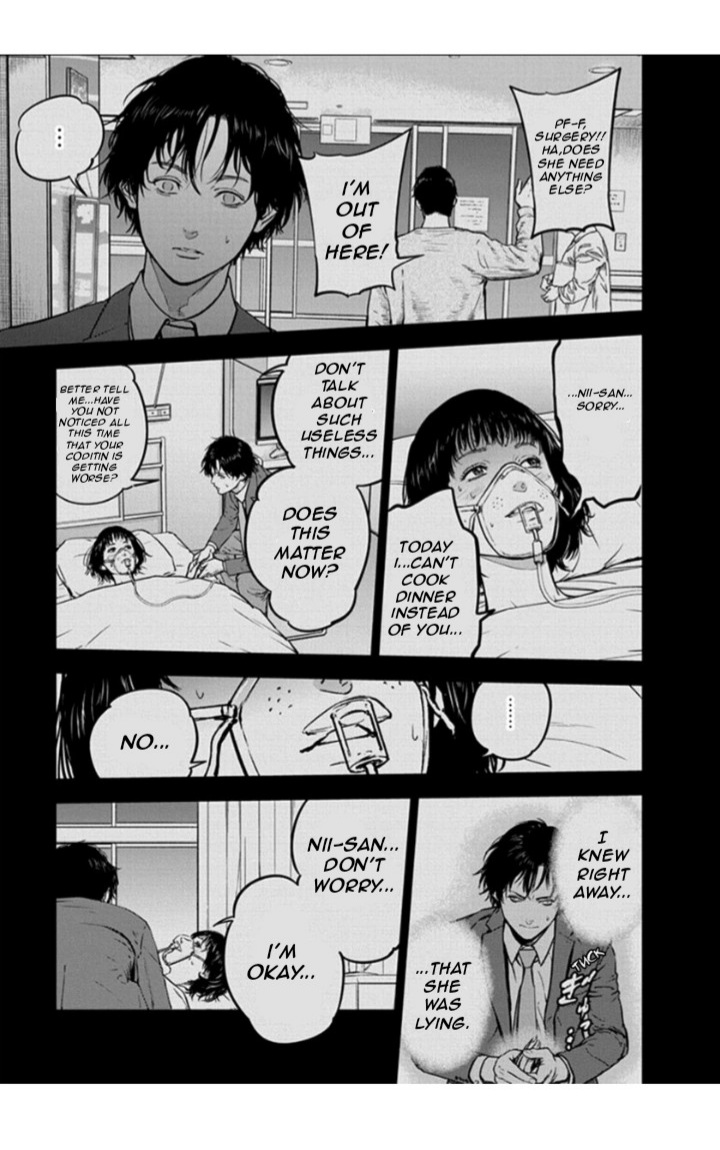 PF-F,
SURGERY!!
HA,DOES
SHE NEED
ANYTHING
ELSE?
I'M
OUT
OF
HERE!
...
...NII-SAN
SORRY...
TODAY
I...CAN'T
COOK
DINNER
INSTEAD
OF YOU...
DON'T
TALK
ABOUT
SUCH
USELESS
THINGS...
DOES
THIS
MATTER
NOW?
BETTER TELL
ME...HAVE
YOU NOT
NOTICED ALL
THIS TIME
THAT YOUR
CODITIN IS
GETTING
WORSE?
......
NO...
I
KNEW
RIGHT
AWAY...
TUCK
ぎゅっ…
...THAT
SHE
WAS
LYING.
NII-SAN...
DON'T
WORRY...
I'M
OKAY...